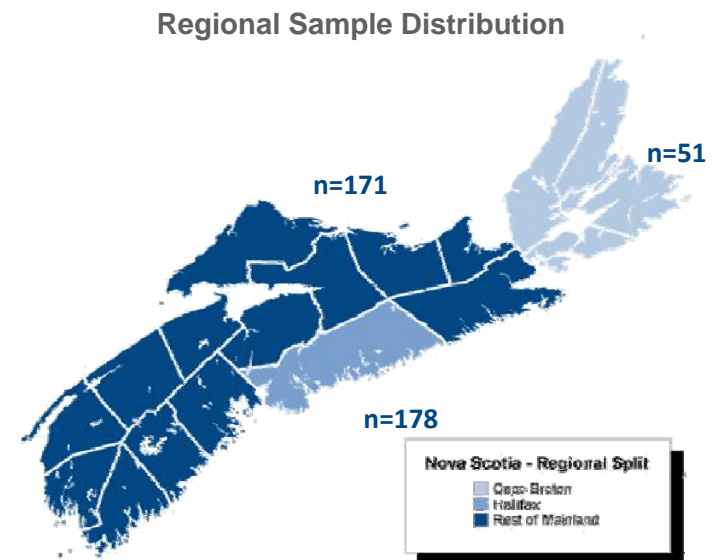 Regional Sample Distribution
n=51
n=171
n=178
Nova Scotia - Regional Split
Cape Breton
Halifax
Rest of Mainland